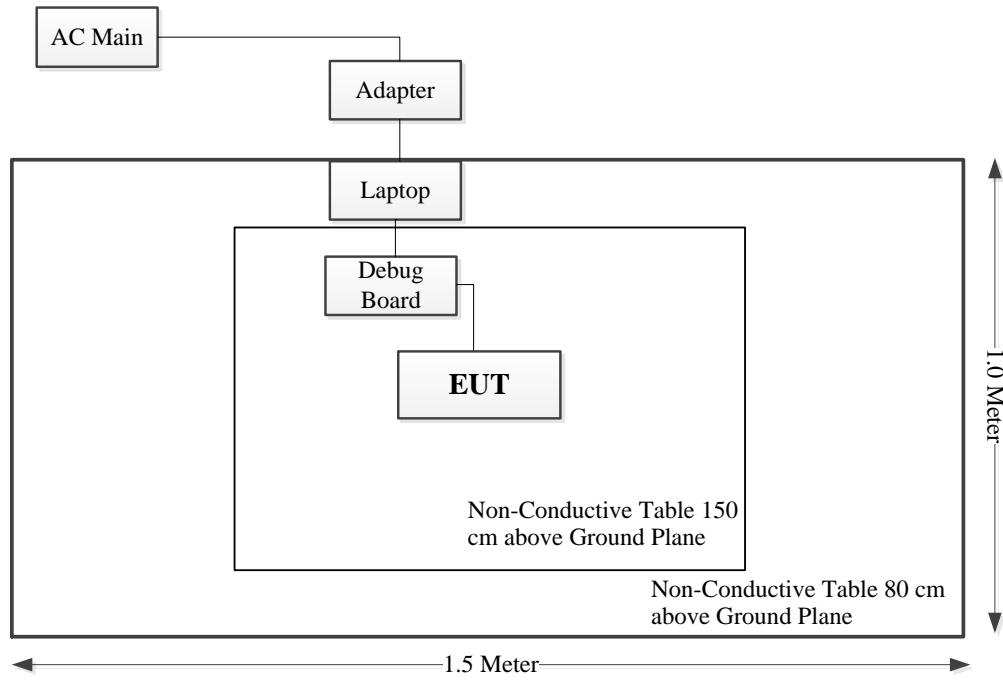 AC Main
Adapter
Laptop
Debug
Board
EUT
Non-Conductive Table 150
cm above Ground Plane
Non-Conductive Table 80 cm
above Ground Plane
1.0 Meter
1.5 Meter